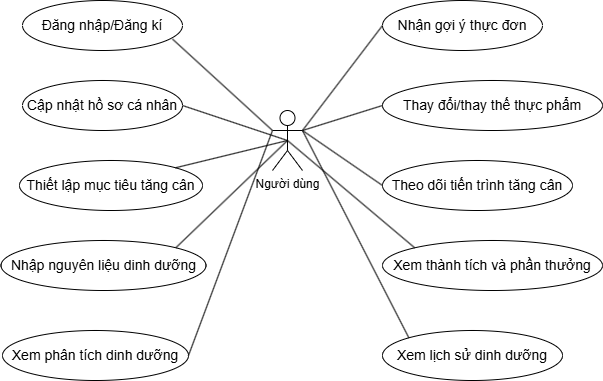 Đăng nhập/Đăng kí
Nhận gợi ý thực đơn
Cập nhật hồ sơ cá nhân
Thay đổi/thay thế thực phẩm
Người dùng
Thiết lập mục tiêu tăng cân
Theo dõi tiến trình tăng cân
Nhập nguyên liệu dinh dưỡng
Xem thành tích và phần thưởng
Xem phân tích dinh dưỡng
Xem lịch sử dinh dưỡng